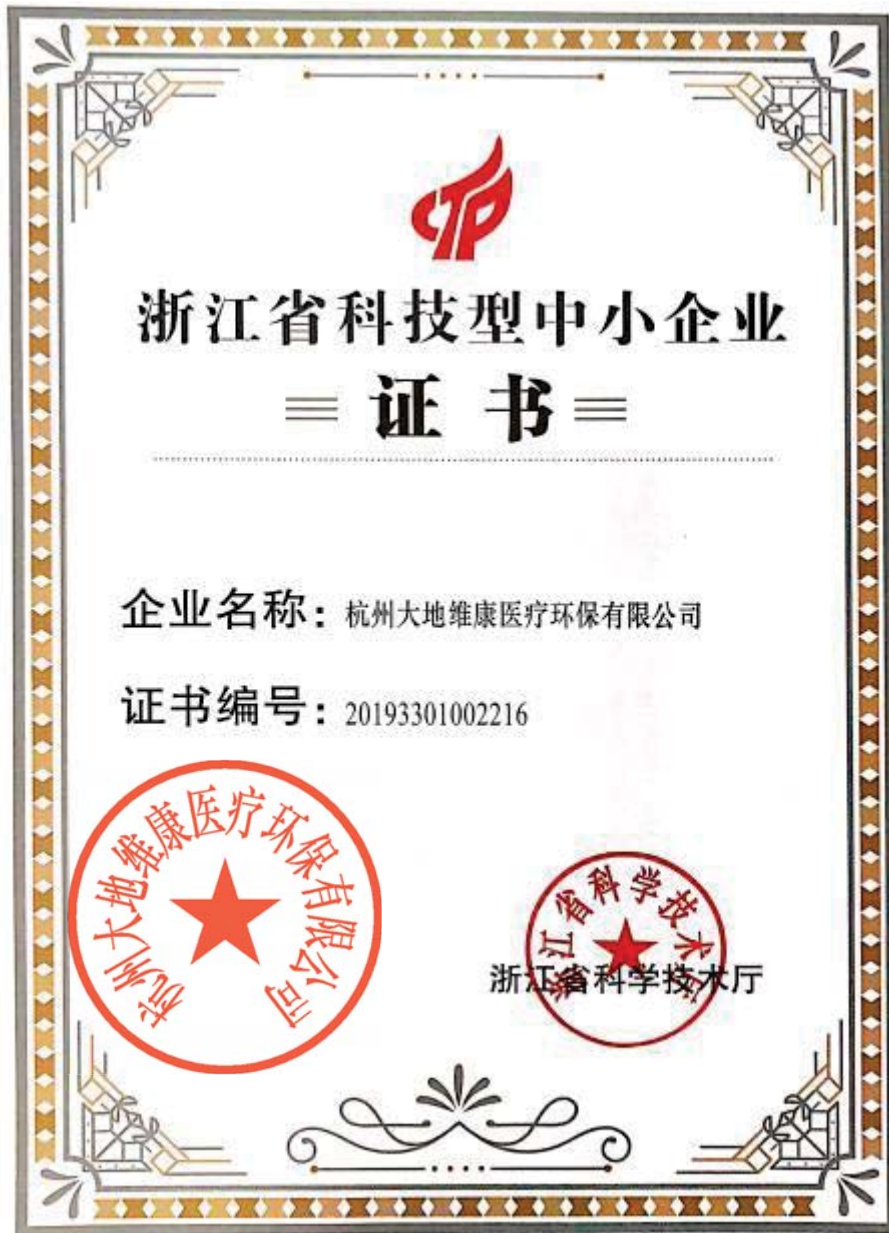 CTP
浙江省科技型中小企业
证书
企业名称：杭州大地维康医疗环保有限公司
证书编号：20193301002216
杭州大地维康医疗环保有限公司
浙江省科学技术厅
浙江省科学技术厅